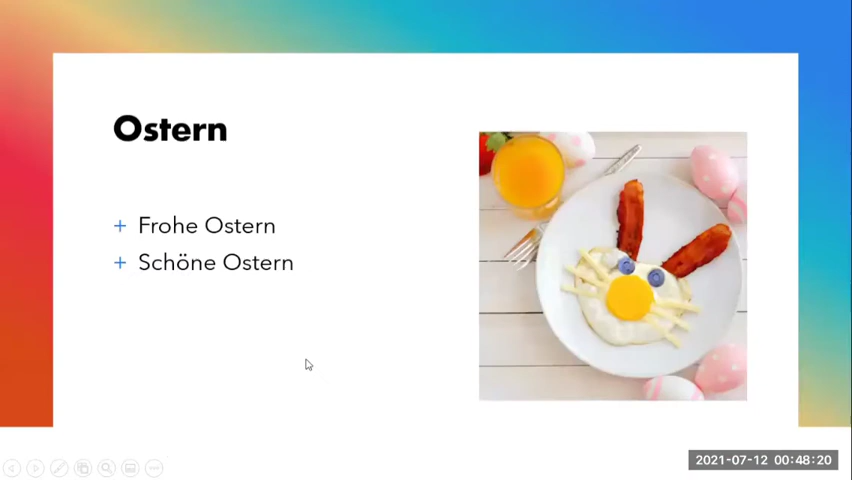 Ostern
+ Frohe Ostern
+ Schöne Ostern
2021-07-12 00:48:20